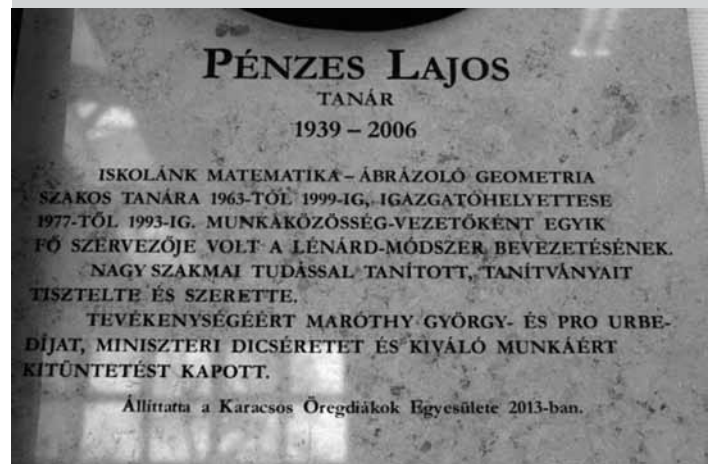 PÉNZES LAJOS
TANÁR
1939 – 2006
ISKOLÁNK MATEMATIKA – ÁBRÁZOLÓ GEOMETRIA
SZAKOS TANÁRA 1963-TÓL 1999-IG, IGAZGATÓHELYETTESE
1977-TŐL 1993-IG. MUNKAKÖZÖSSÉG-VEZETŐKÉNT EGYIK
FŐ SZERVEZŐJE VOLT A LÉNÁRD-MÓDSZER BEVEZETÉSÉNEK.
NAGY SZAKMAI TUDÁSSAL TANÍTOTT, TANÍTVÁNYAIT
TISZTELTE ÉS SZERETTE.
TEVÉKENYSÉGÉÉRT MARÓTHY GYÖRGY- ÉS PRO URBE-
DÍJAT, MINISZTERI DICSÉRETET ÉS KIVÁLÓ MUNKÁÉRT
KITÜNTETÉST KAPOTT.
Állíttatta a Karacsos Öregdiákok Egyesülete 2013-ban.